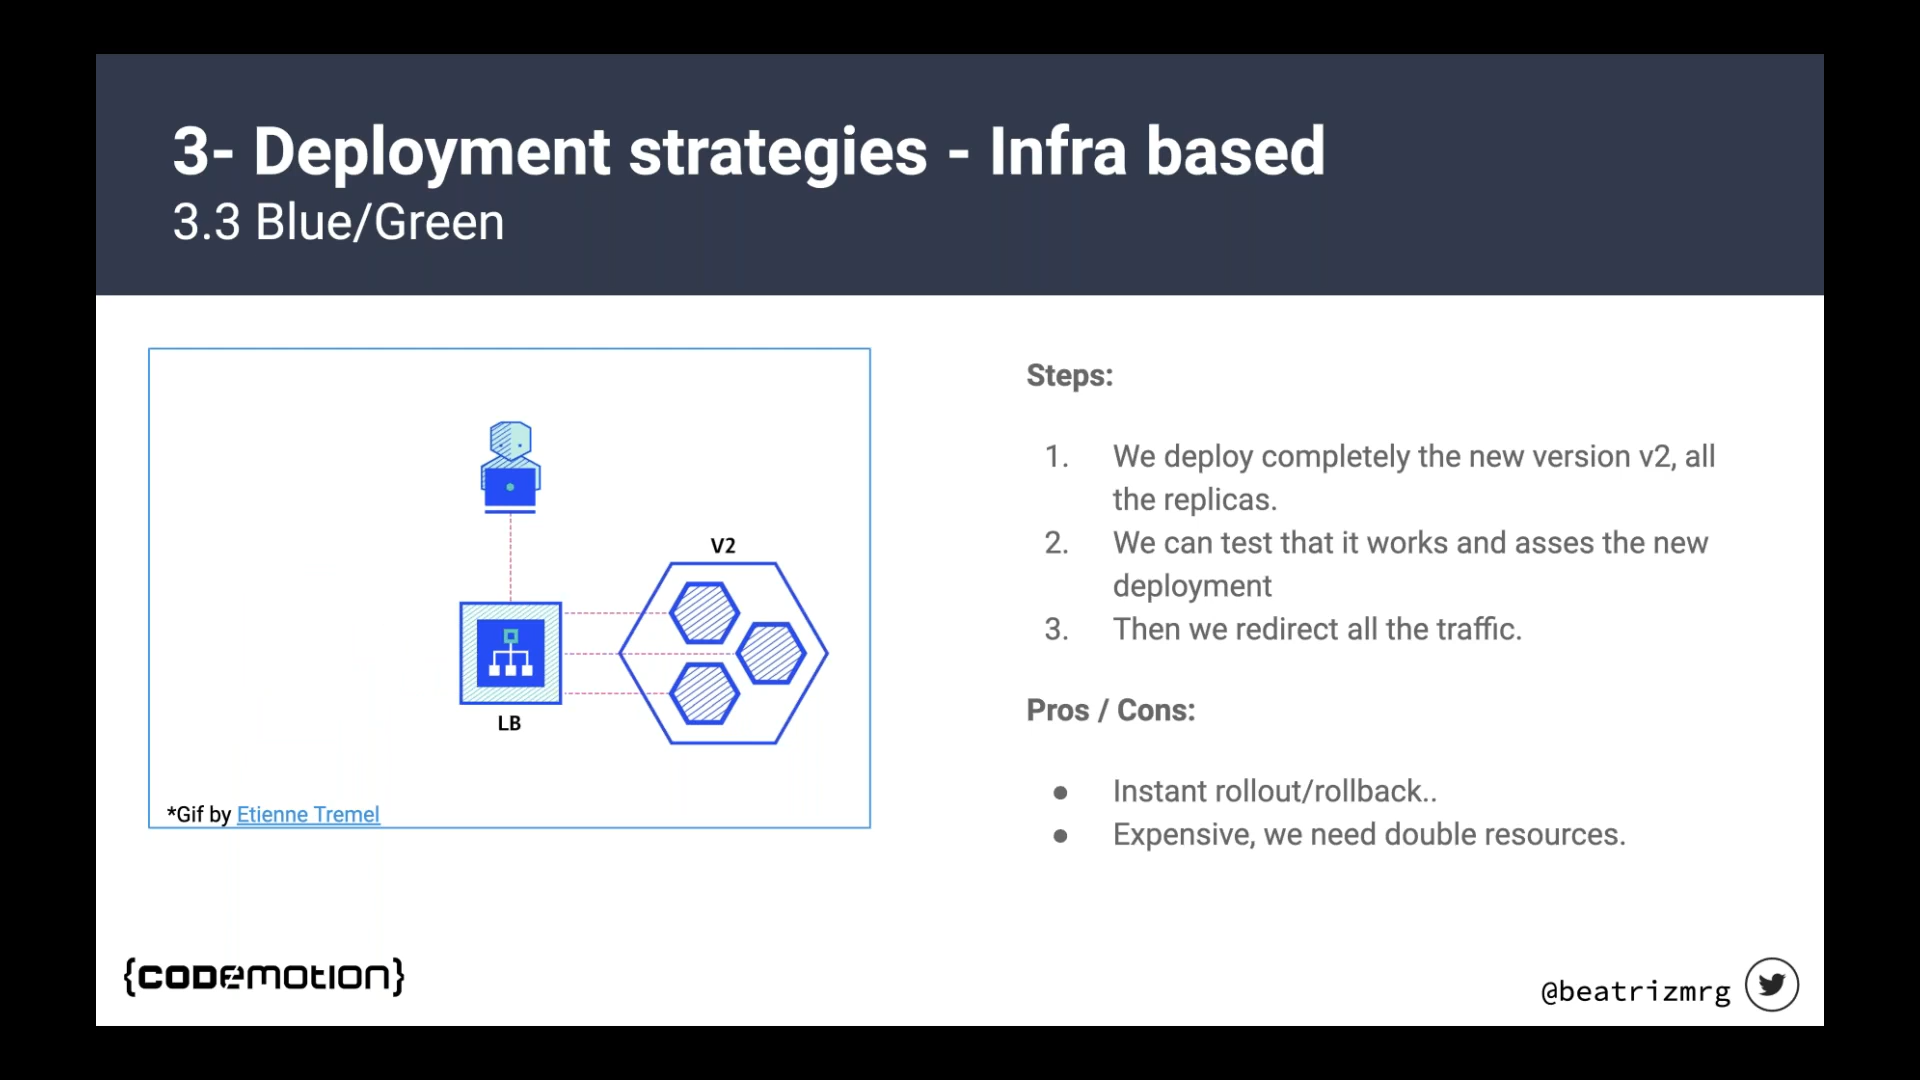 3- Deployment strategies - Infra based
3.3 Blue/Green
V2
LB
*Gif by Etienne Tremel
Steps:
1. We deploy completely the new version v2, all
the replicas.
2. We can test that it works and asses the new
deployment
3. Then we redirect all the traffic.
Pros / Cons:
● Instant rollout/rollback..
● Expensive, we need double resources.
{CODEMOTION}
@beatrizmrg